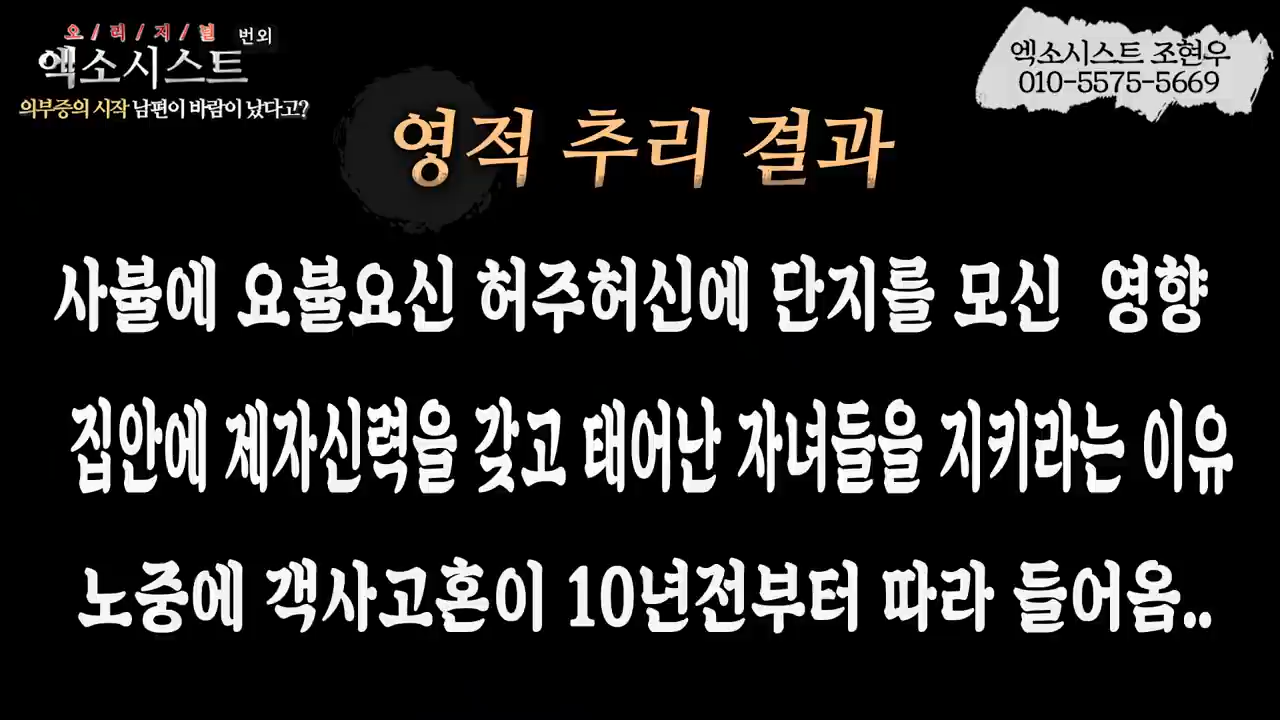 오/리/지/널 번외
엑소시스트
의부증의 시작 남편이 바람이 났다고?
엑소시스트 조현우
010-5575-5669
영적 추리 결과
사불에 요불요신 허주허신에 단지를 모신 영향
집안에 제자신력을 갖고 태어난 자녀들을 지키라는 이유
노중에 객사고혼이 10년전부터 따라 들어옴..